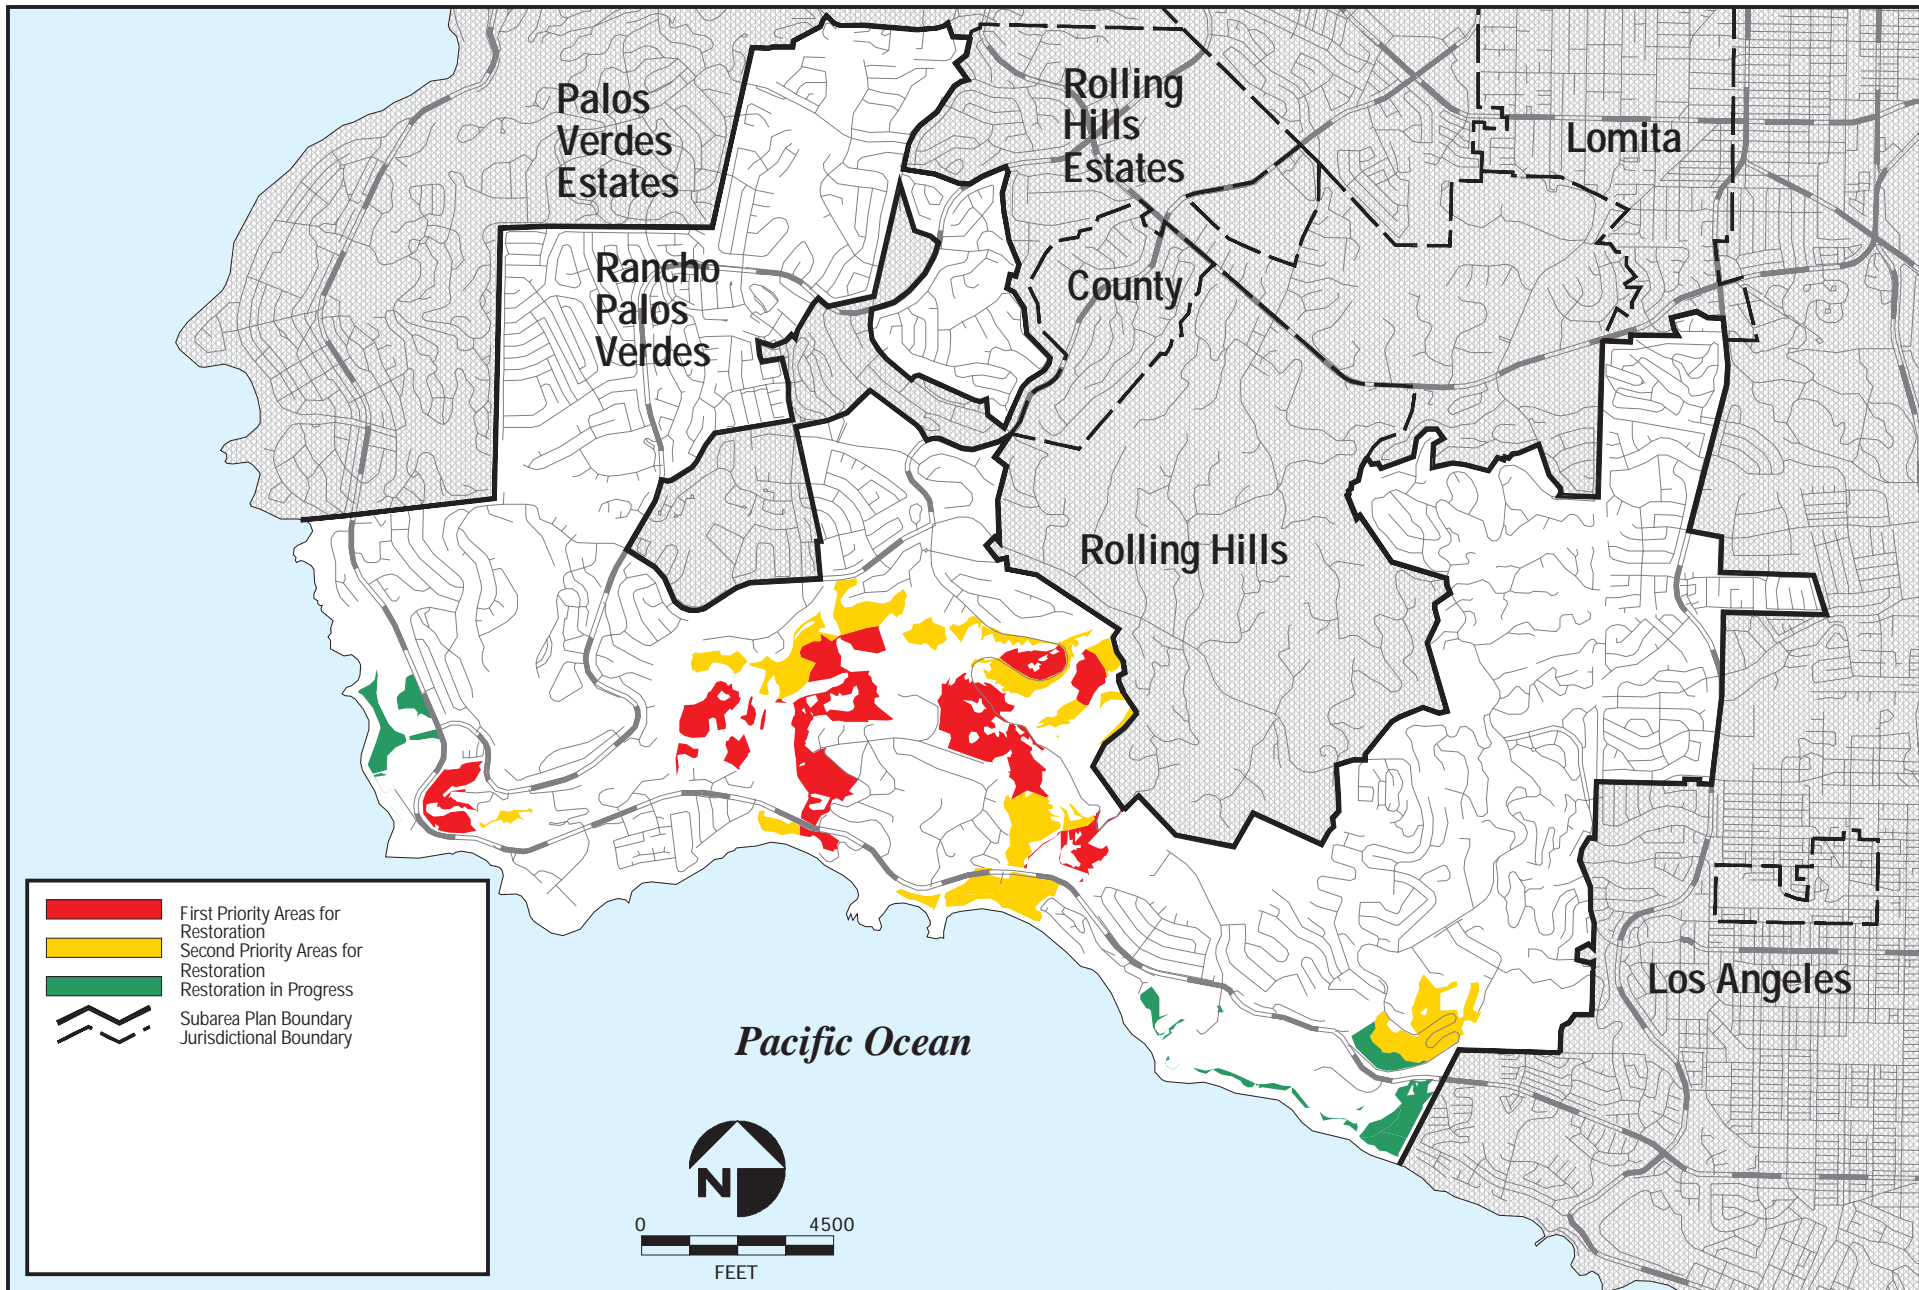 Palos
Verdes
Estates
Rolling
Hills
Estates
Lomita
Rancho
Palos
Verdes
County
Rolling Hills
Los Angeles
Pacific Ocean
First Priority Areas for
Restoration
Second Priority Areas for
Restoration
Restoration in Progress
Subarea Plan Boundary
Jurisdictional Boundary
N
0 4500
FEET